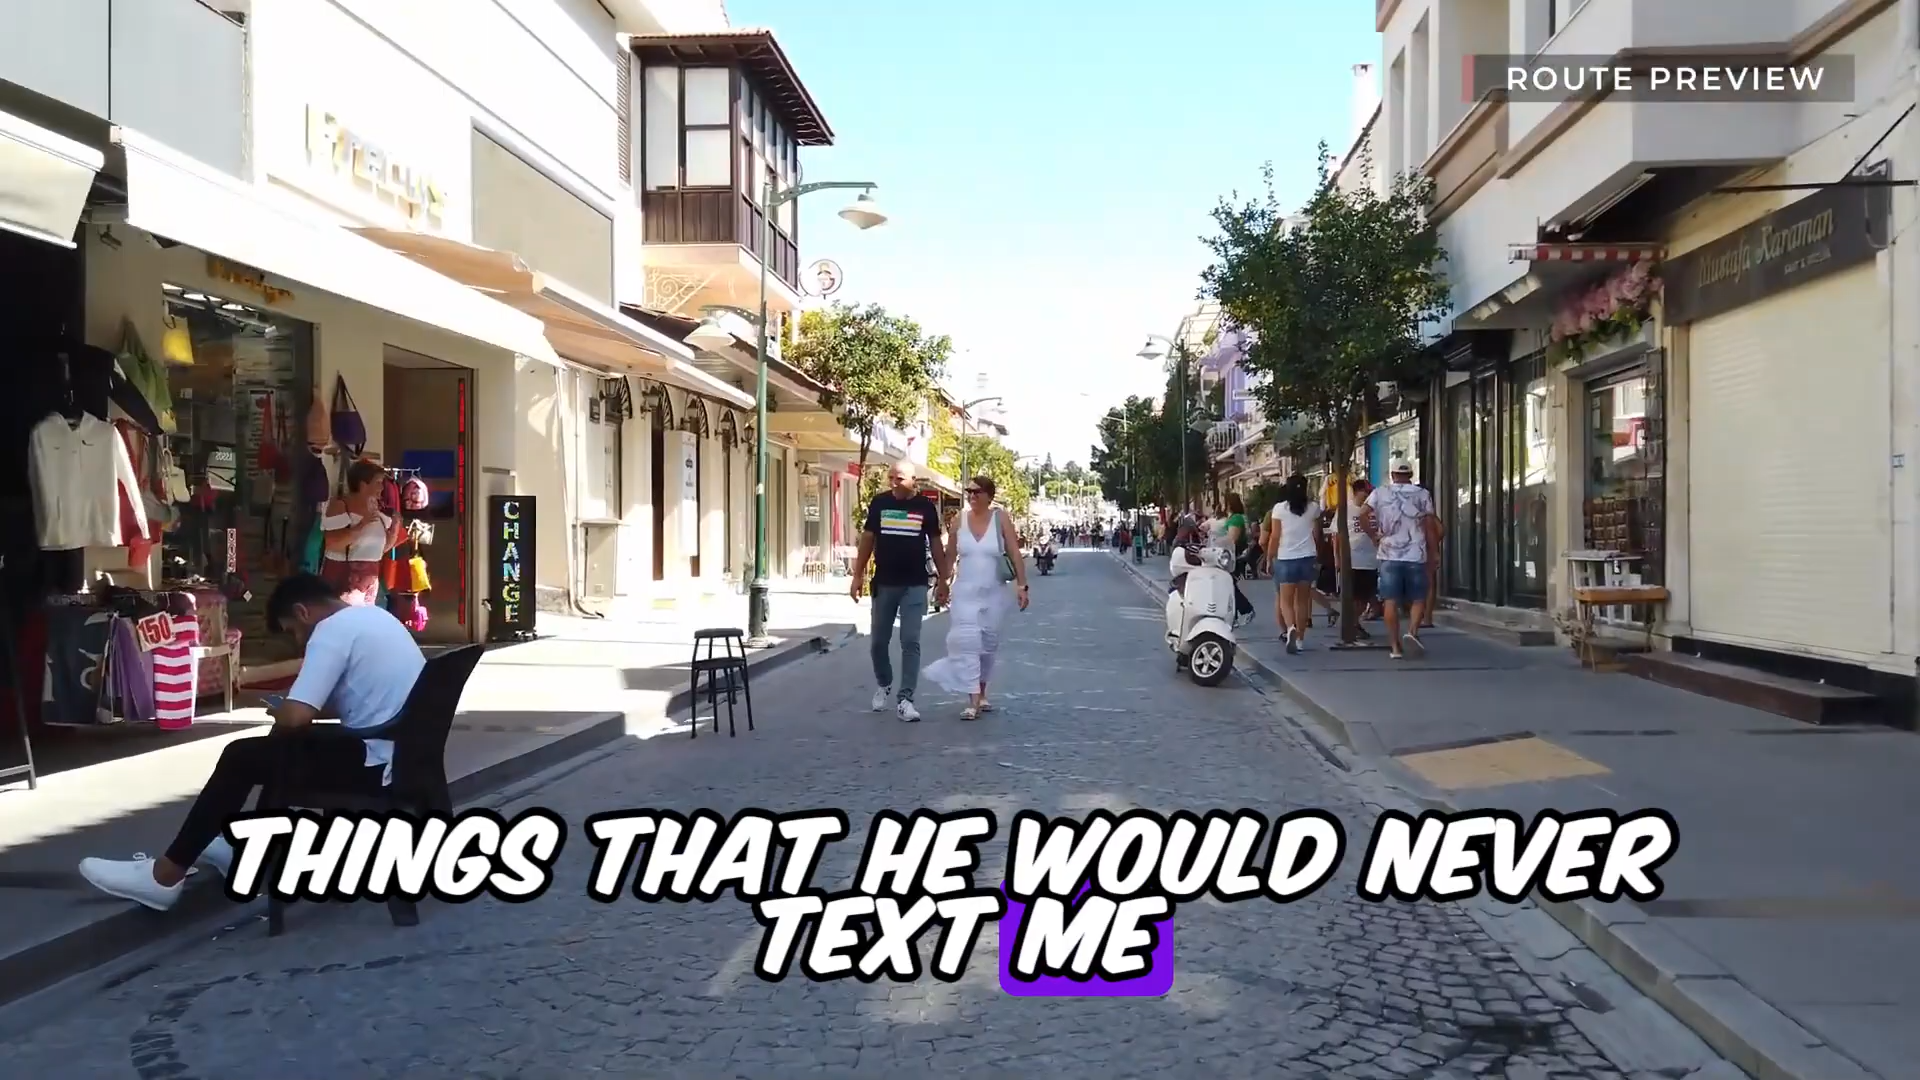 ROUTE PREVIEW
Mustafa Karaman
CHANGE
150
THINGS THAT HE WOULD NEVER
TEXT ME